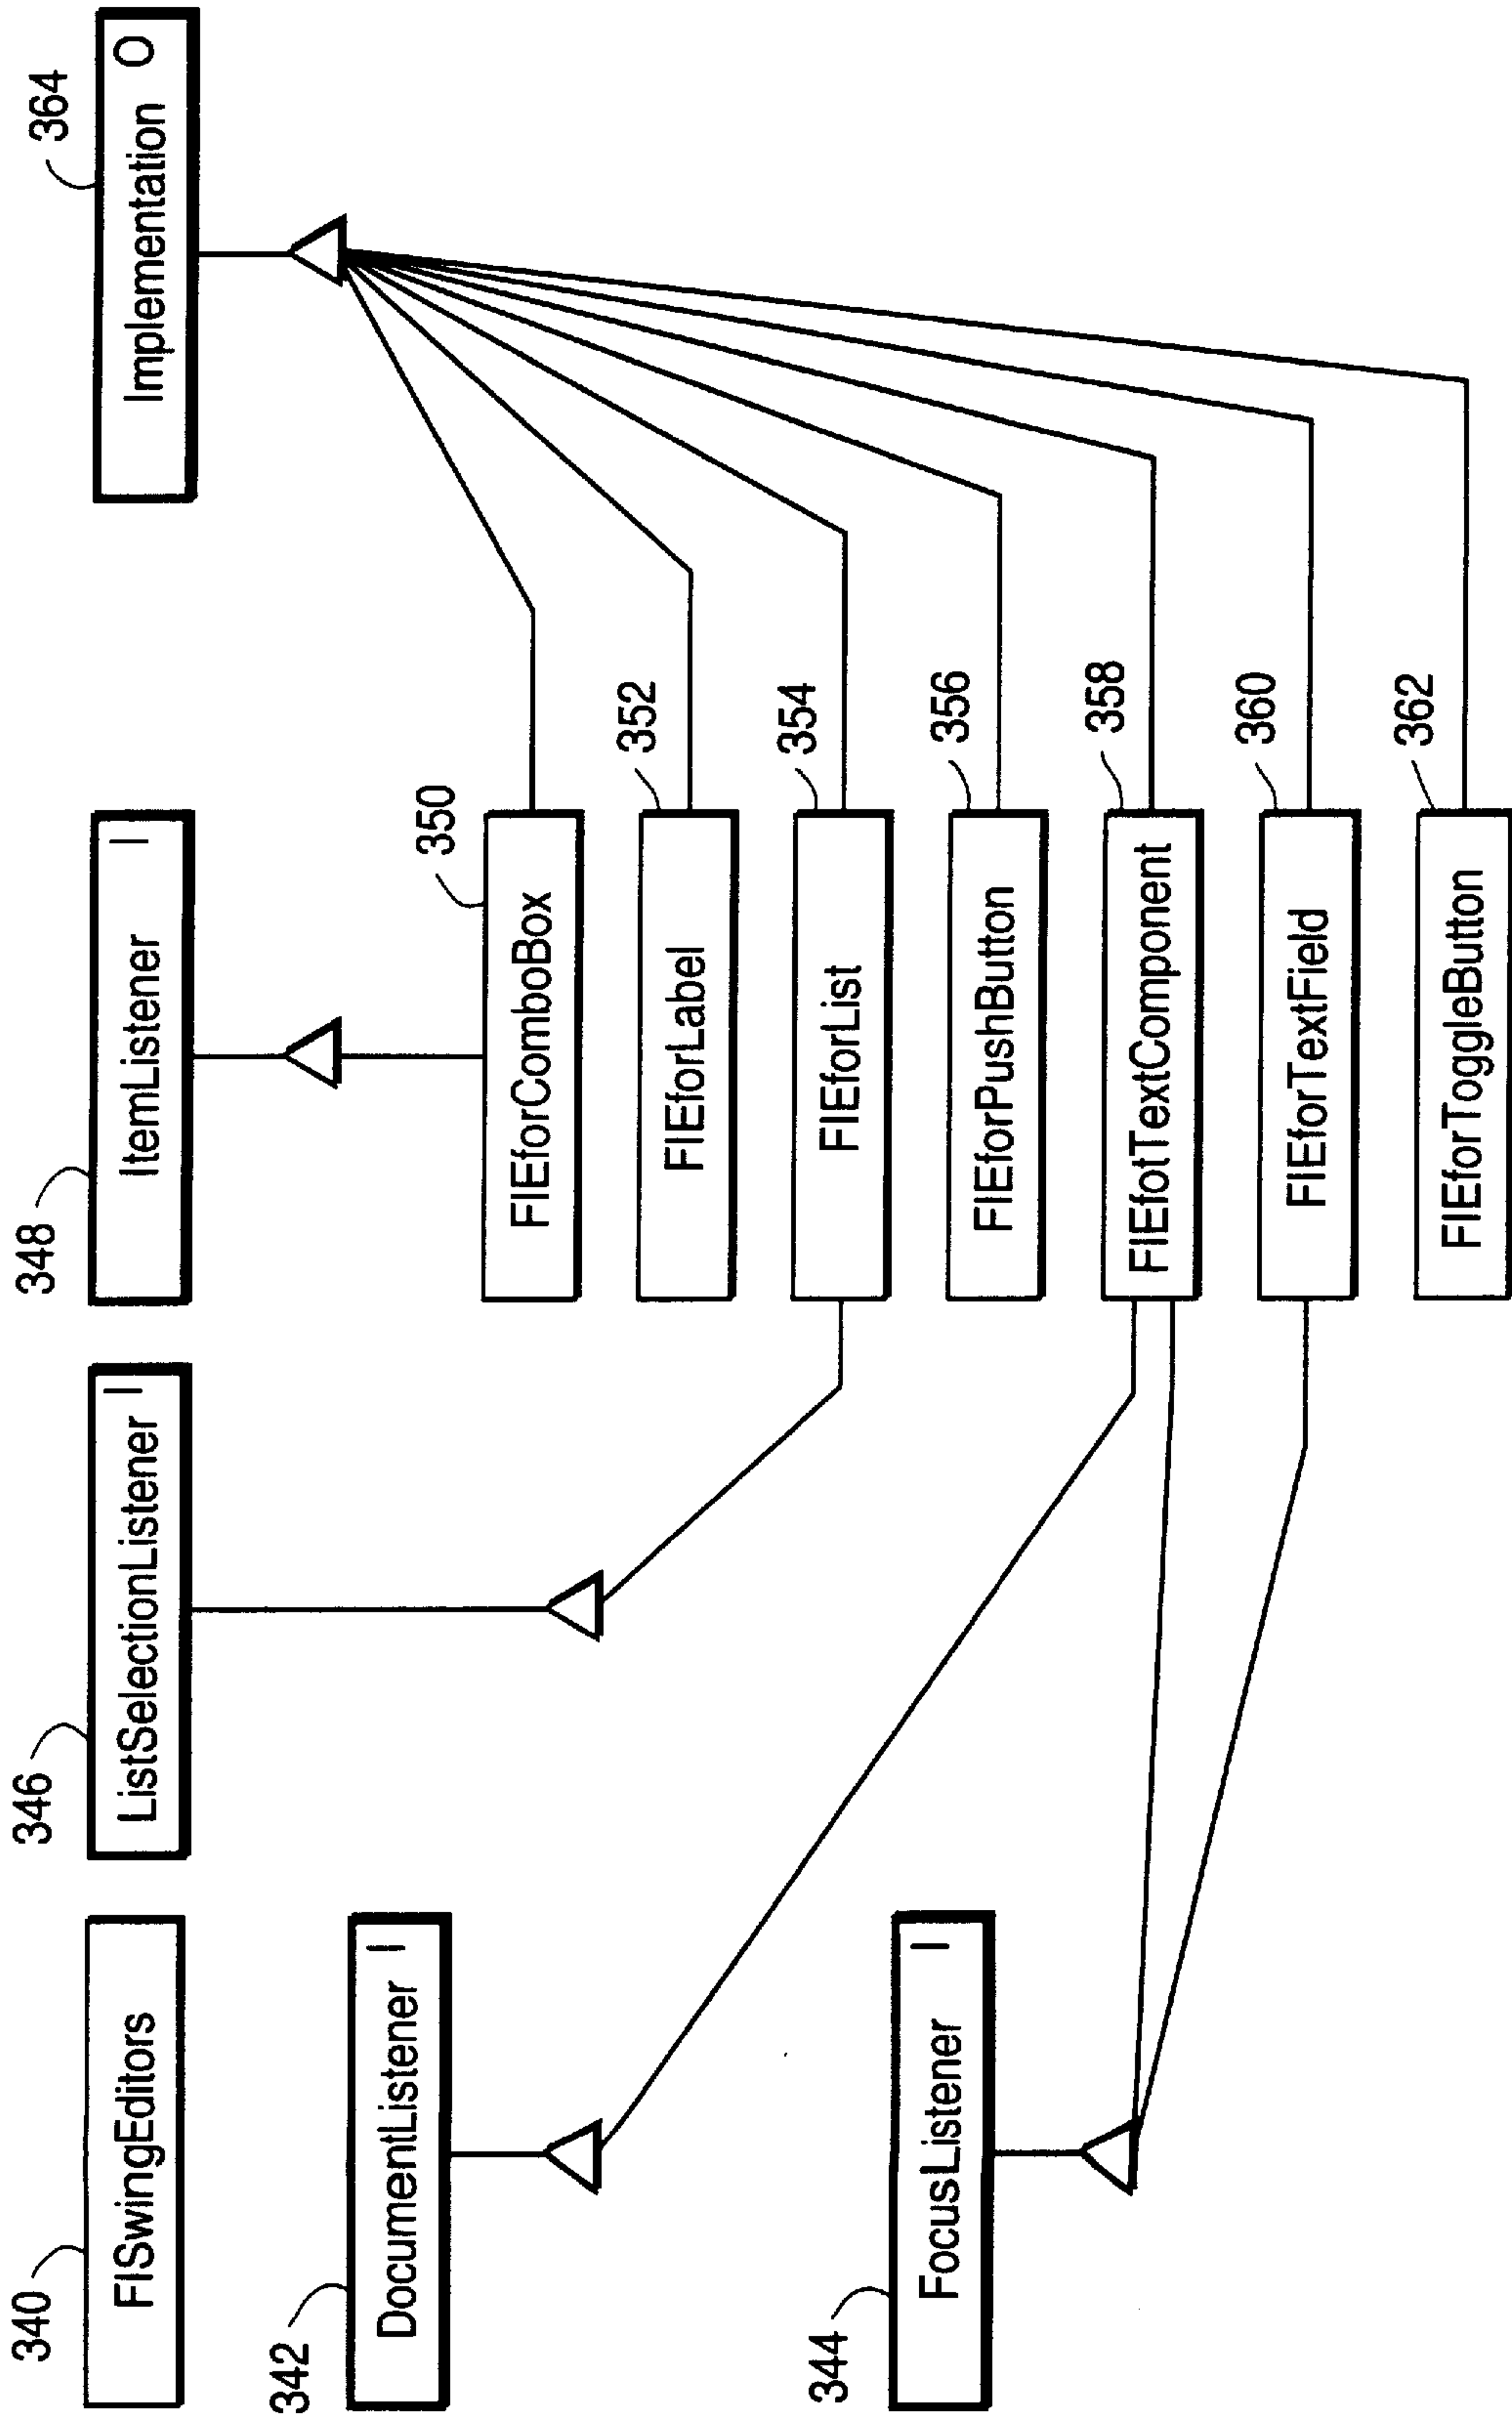 340
FISwingEditors
346
ListSelectionListener I
348
ItemListener I
364
Implementation O
342
DocumentListener I
350
FIEforComboBox
352
FIEforLabel
354
FIEforList
344
FocusListener I
356
FIEforPushButton
358
FIEfotTextComponent
360
FIEforTextField
362
FIEforToggleButton